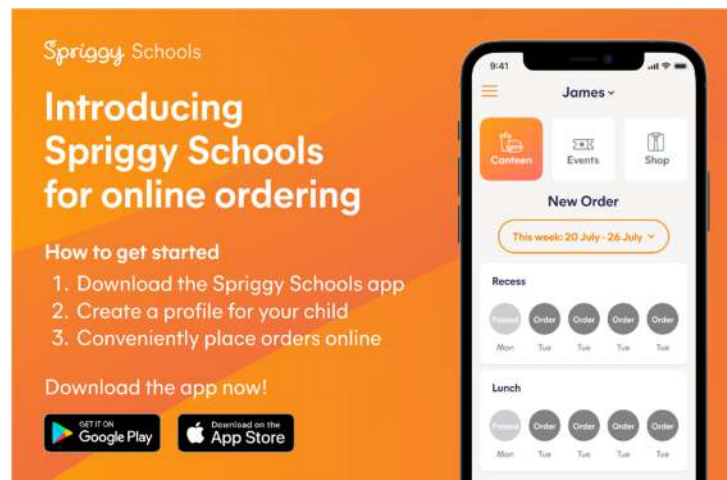 Spriggy Schools
Introducing
Spriggy Schools
for online ordering
How to get started
1. Download the Spriggy Schools app
2. Create a profile for your child
3. Conveniently place orders online
Download the app now!
GET IT ON
Google Play
Download on the
App Store
9:41
James
Canteen
Events
Shop
New Order
This week: 20 July - 26 July
Recess
Passed Order Order Order Order
Mon Tue Tue Tue Tue
Lunch
Passed Order Order Order Order
Mon Tue Tue Tue Tue